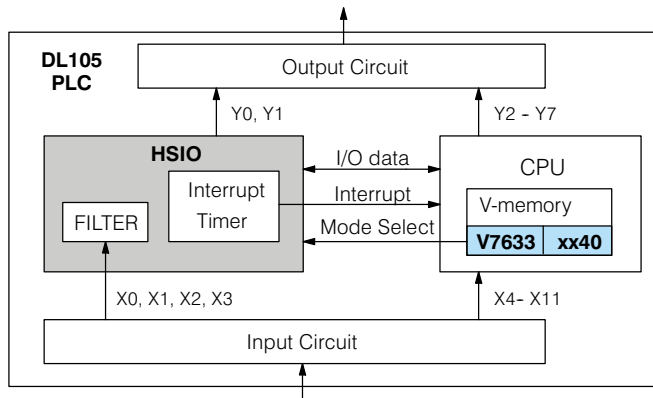 DL105
PLC
Output Circuit
Y0, Y1
Y2 - Y7
HSIO
I/O data
CPU
Interrupt
Timer
Interrupt
V-memory
FILTER
Mode Select
V7633 xx40
X0, X1, X2, X3
X4- X11
Input Circuit